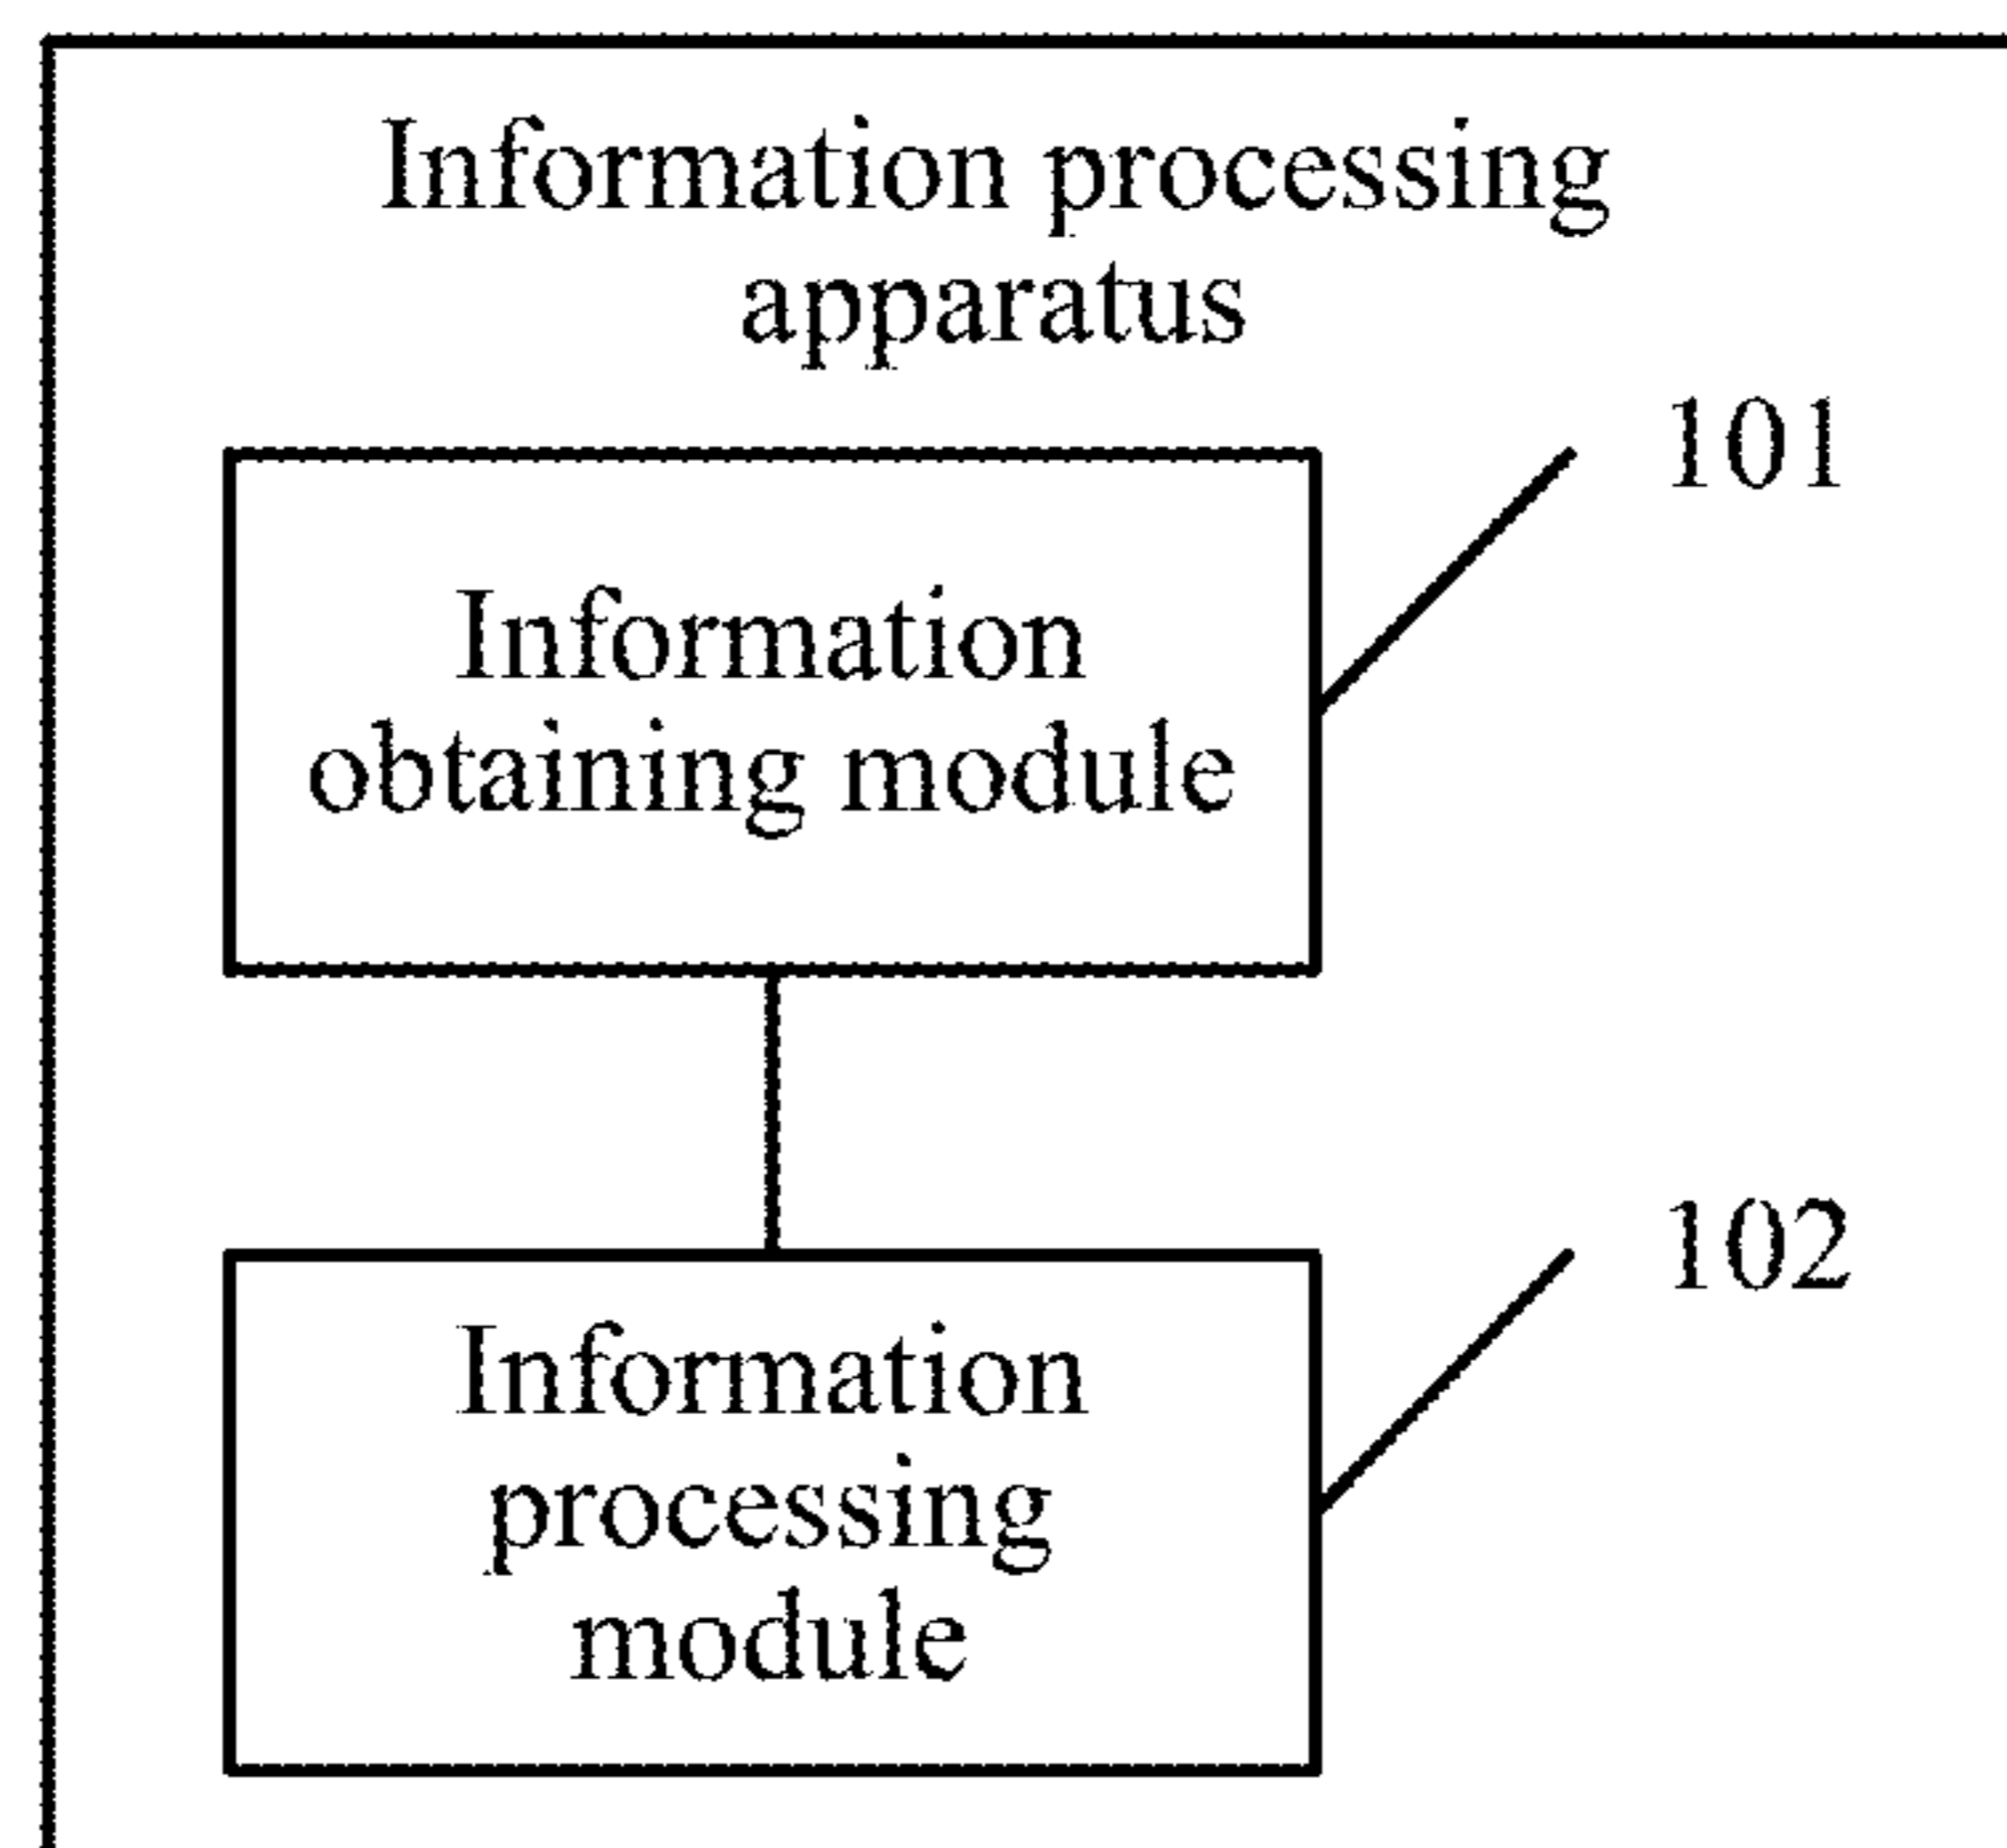 Information processing
apparatus
101
Information
obtaining module
102
Information
processing
module